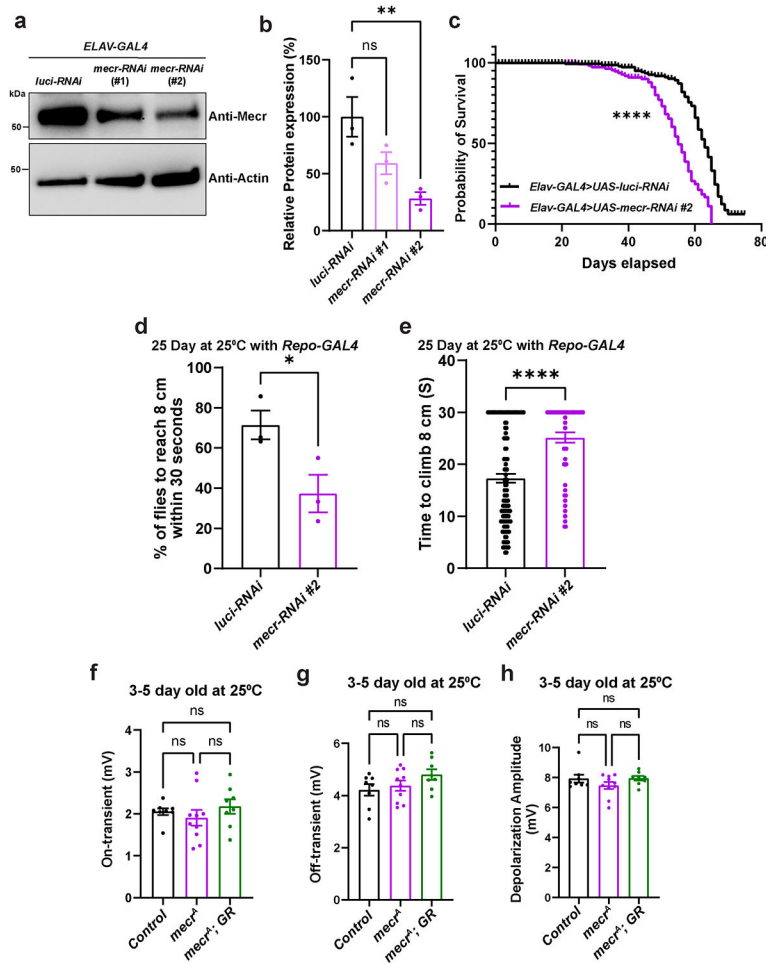 a
ELAV-GAL4
luci-RNAi
mecr-RNAi (#1)
mecr-RNAi (#2)
kDa
50
Anti-Mecr
50
Anti-Actin
b
Relative Protein expression (%)
150
100
50
0
ns
**
luci-RNAi
mecr-RNAi #1
mecr-RNAi #2
c
Probability of Survival
100
50
0
****
Elav-GAL4>UAS-luci-RNAi
Elav-GAL4>UAS-mecr-RNAi #2
0 20 40 60 80
Days elapsed
d
25 Day at 25ºC with Repo-GAL4
% of flies to reach 8 cm
within 30 seconds
100
80
60
40
20
0
*
luci-RNAi
mecr-RNAi #2
e
25 Day at 25ºC with Repo-GAL4
Time to climb 8 cm (S)
40
30
20
10
0
****
luci-RNAi
mecr-RNAi #2
f
3-5 day old at 25ºC
On-transient (mV)
4
3
2
1
0
ns
ns ns
Control
mecrA
mecrA; GR
g
3-5 day old at 25ºC
Off-transient (mV)
6
4
2
0
ns
ns ns
Control
mecrA
mecrA; GR
h
3-5 day old at 25ºC
Depolarization Amplitude
(mV)
10
8
6
4
2
0
ns
ns ns
Control
mecrA
mecrA; GR